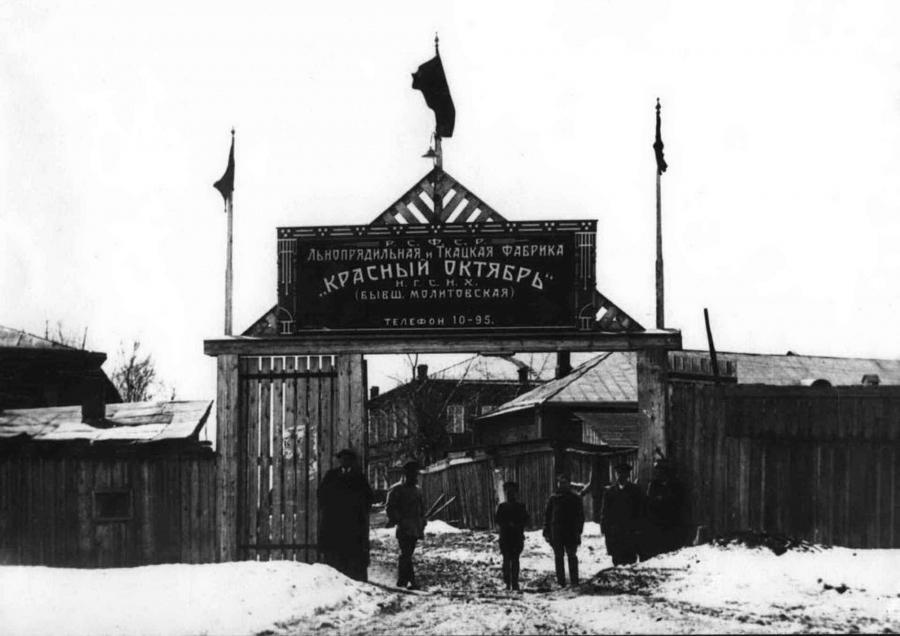 Р.С.Ф.С.Р.
Льнопрядильная и Ткацкая Фабрика
"КРАСНЫЙ ОКТЯБРЬ"
Н.Г.С.Н.Х.
(БЫВШ. МОЛИТОВСКАЯ)
ТЕЛЕФОН 10-95.